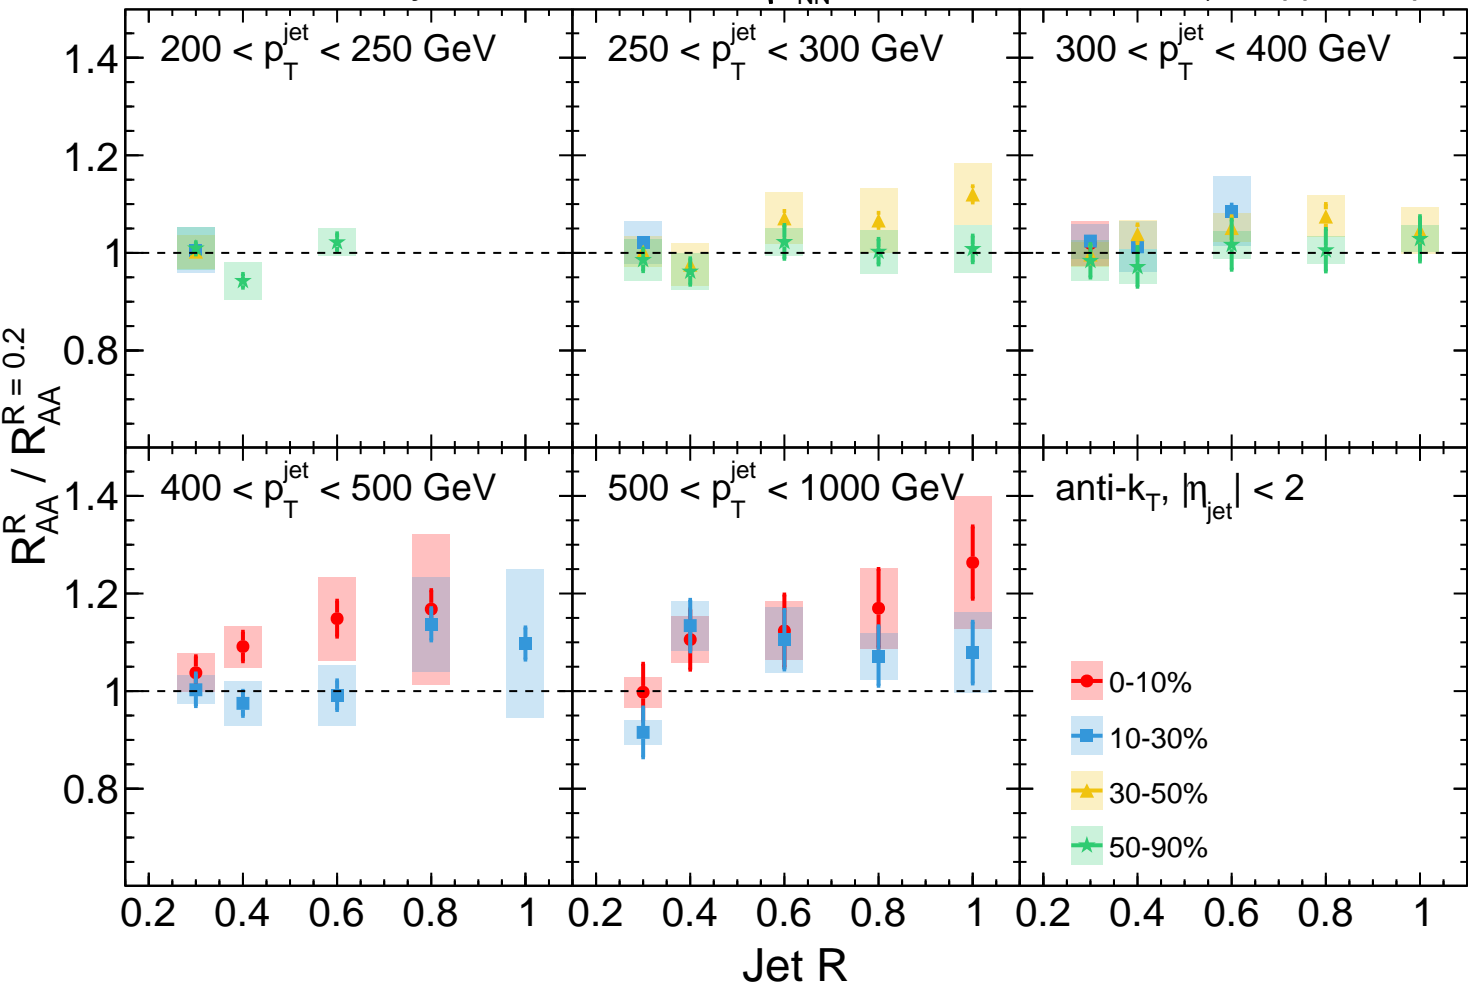 NN
200 < p_T^jet < 250 GeV
250 < p_T^jet < 300 GeV
300 < p_T^jet < 400 GeV
1.4
1.2
1
0.8
R_AA^R / R_AA^R = 0.2
400 < p_T^jet < 500 GeV
500 < p_T^jet < 1000 GeV
anti-k_T, |η_jet| < 2
1.4
1.2
1
0.8
0-10%
10-30%
30-50%
50-90%
0.2 0.4 0.6 0.8 1 0.2 0.4 0.6 0.8 1 0.2 0.4 0.6 0.8 1
Jet R